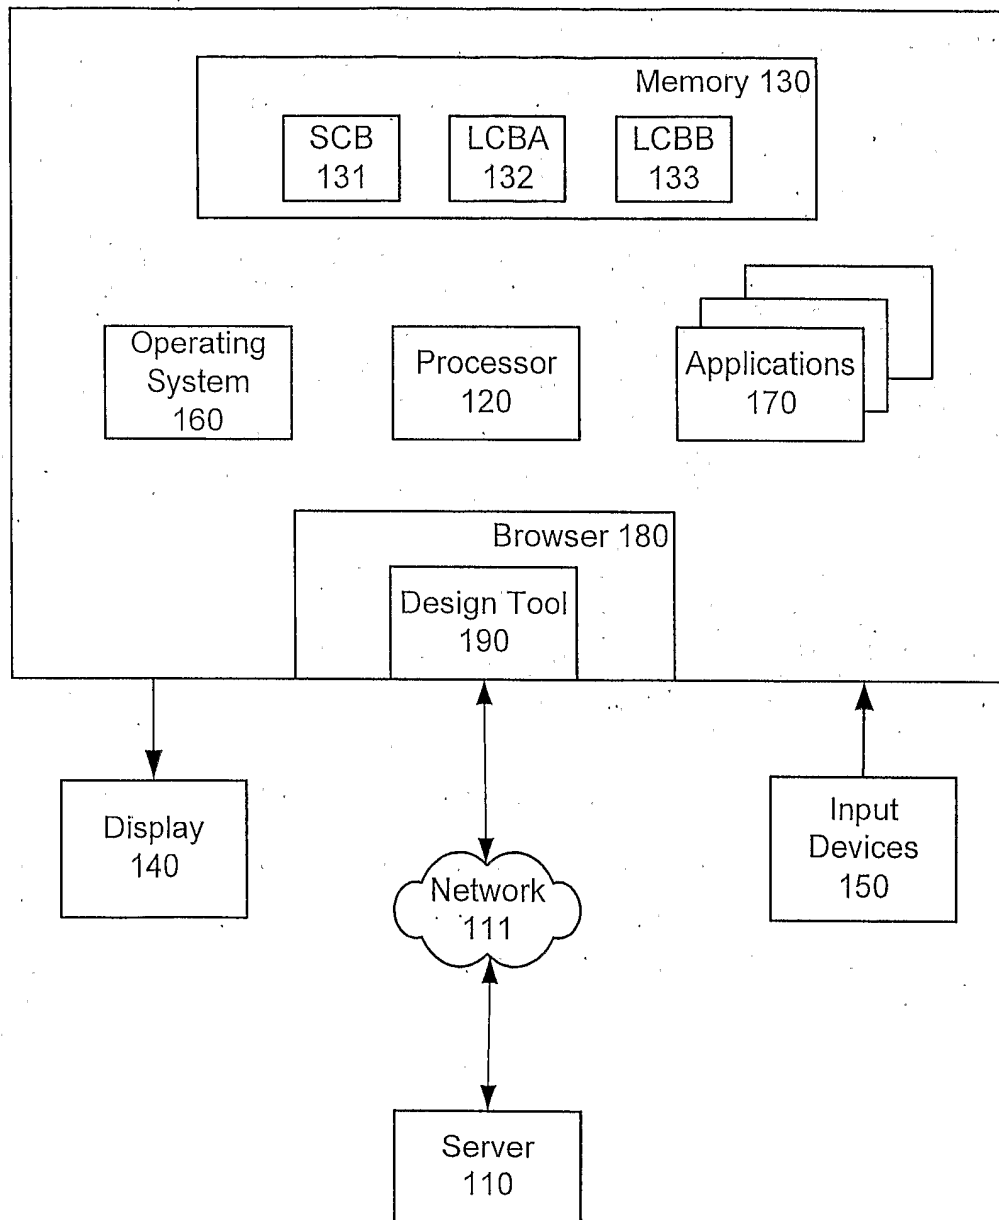 Memory 130
SCB
131
LCBA
132
LCBB
133
Operating
System
160
Processor
120
Applications
170
Browser 180
Design Tool
190
Display
140
Network
111
Input
Devices
150
Server
110